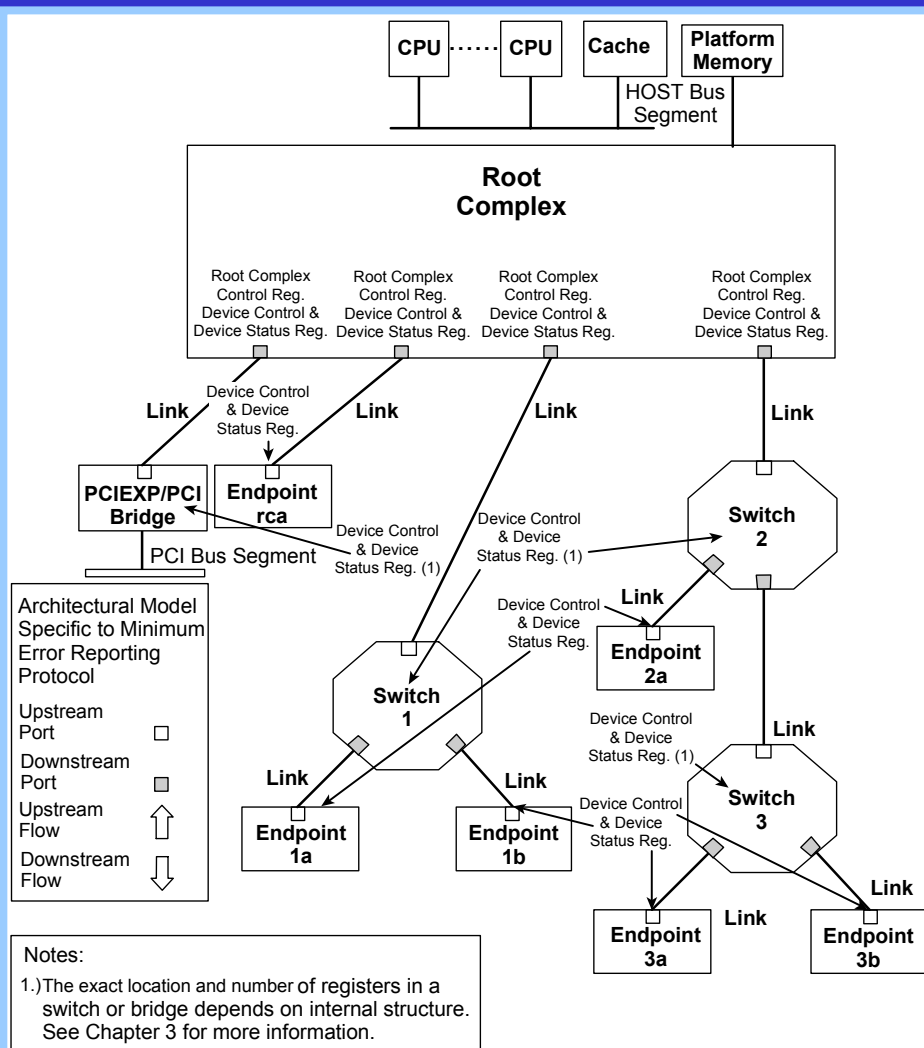 CPU
CPU
Cache
Platform
Memory
HOST Bus
Segment
Root
Complex
Root Complex
Control Reg.
Device Control &
Device Status Reg.
Root Complex
Control Reg.
Device Control &
Device Status Reg.
Root Complex
Control Reg.
Device Control &
Device Status Reg.
Root Complex
Control Reg.
Device Control &
Device Status Reg.
Link
Device Control
& Device
Status Reg.
Link
Link
Link
PCIEXP/PCI
Bridge
Endpoint
rca
Device Control
& Device
Status Reg. (1)
Device Control
& Device
Status Reg. (1)
Switch
2
PCI Bus Segment
Device Control
& Device
Status Reg.
Link
Endpoint
2a
Switch
1
Link
Link
Endpoint
1a
Endpoint
1b
Link
Device Control
& Device
Status Reg. (1)
Switch
3
Device Control
& Device
Status Reg.
Link
Link
Endpoint
3a
Endpoint
3b
Architectural Model
Specific to Minimum
Error Reporting
Protocol
Upstream
Port
Downstream
Port
Upstream
Flow
Downstream
Flow
Notes:
1.)The exact location and number of registers in a
switch or bridge depends on internal structure.
See Chapter 3 for more information.